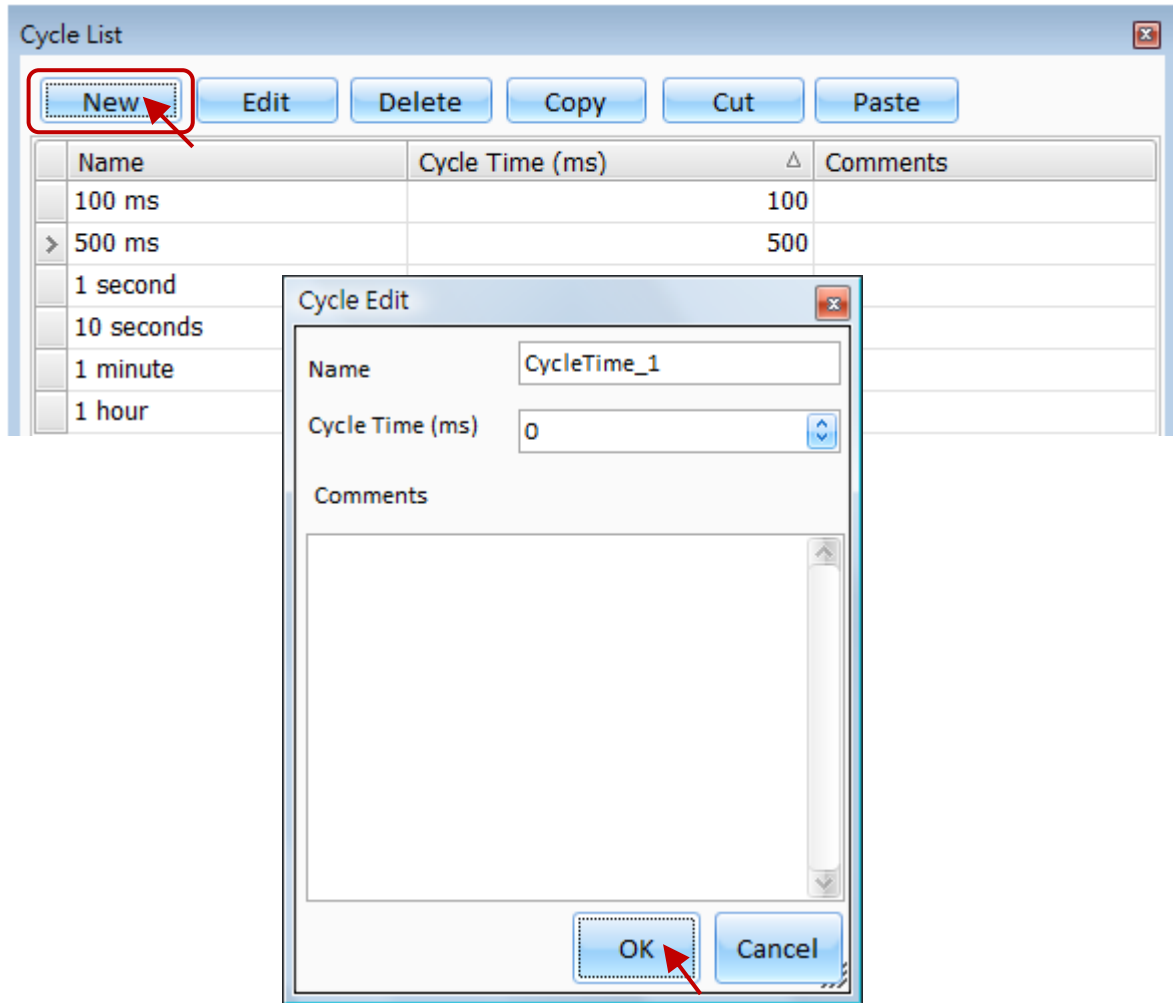 Cycle List
New Edit Delete Copy Cut Paste
Name Cycle Time (ms) Comments
100 ms 100
500 ms 500
1 second
10 seconds
1 minute
1 hour
Cycle Edit
Name CycleTime_1
Cycle Time (ms) 0
Comments
OK Cancel